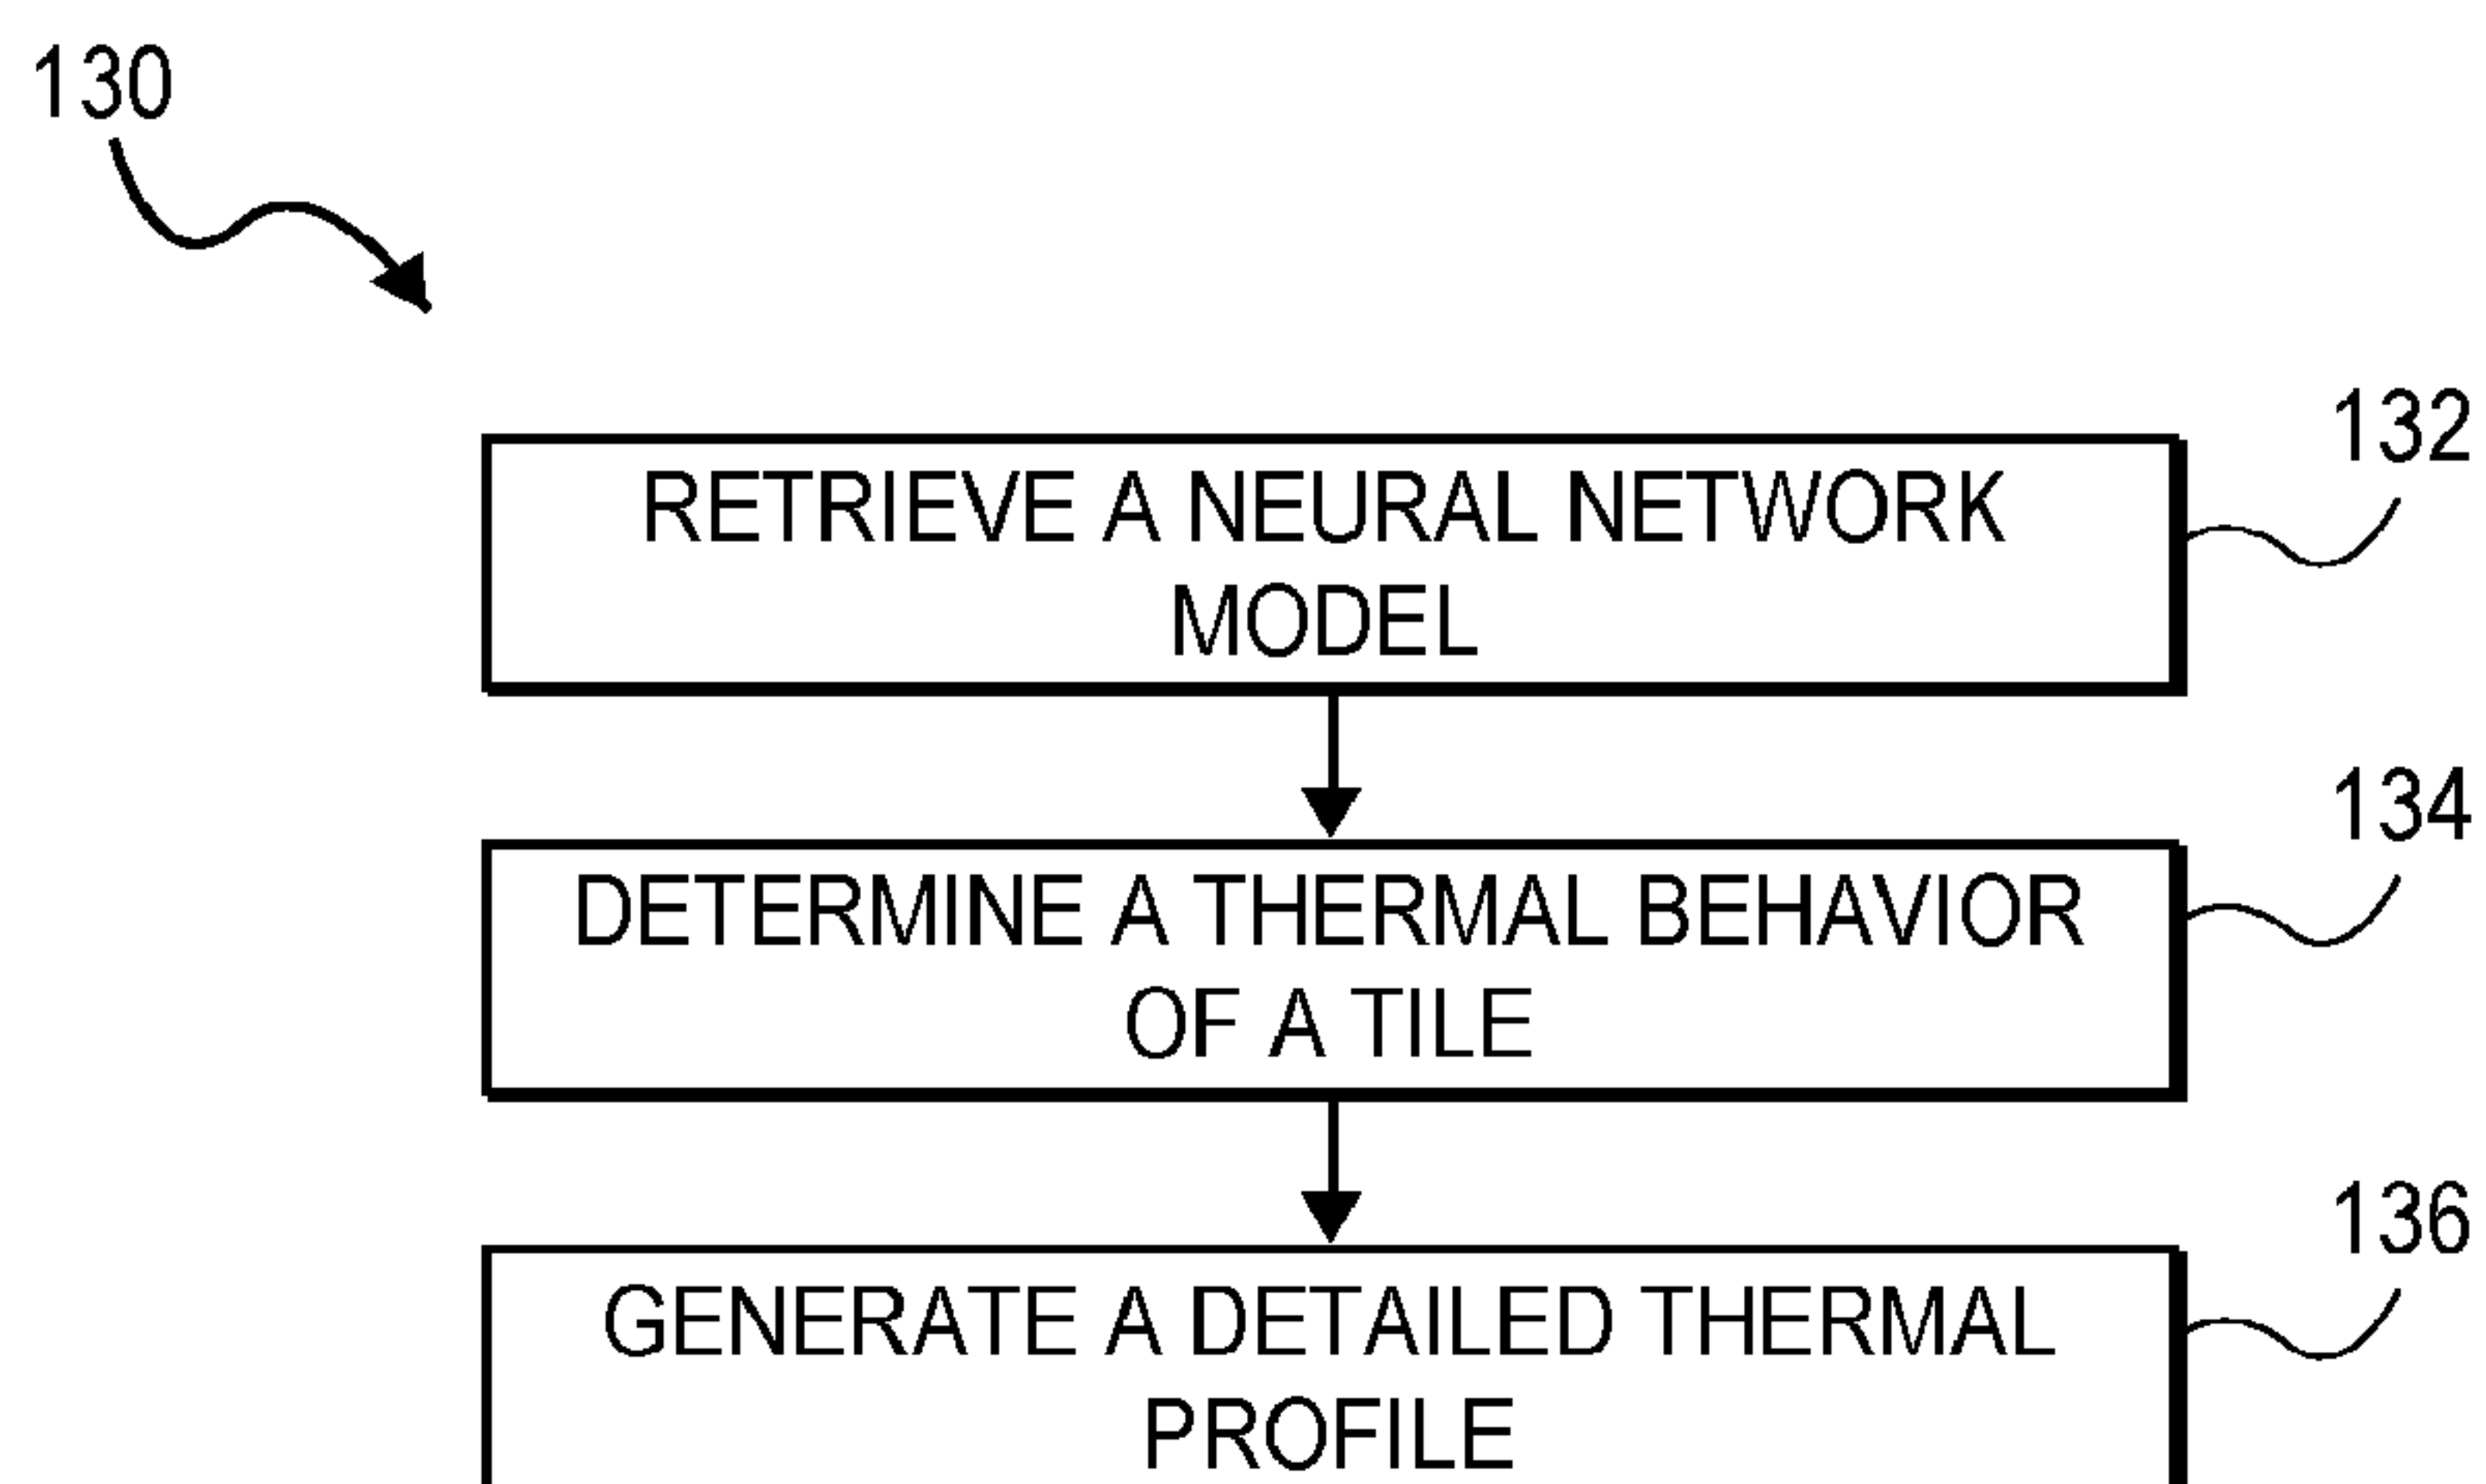 130
132
RETRIEVE A NEURAL NETWORK
MODEL
134
DETERMINE A THERMAL BEHAVIOR
OF A TILE
136
GENERATE A DETAILED THERMAL
PROFILE